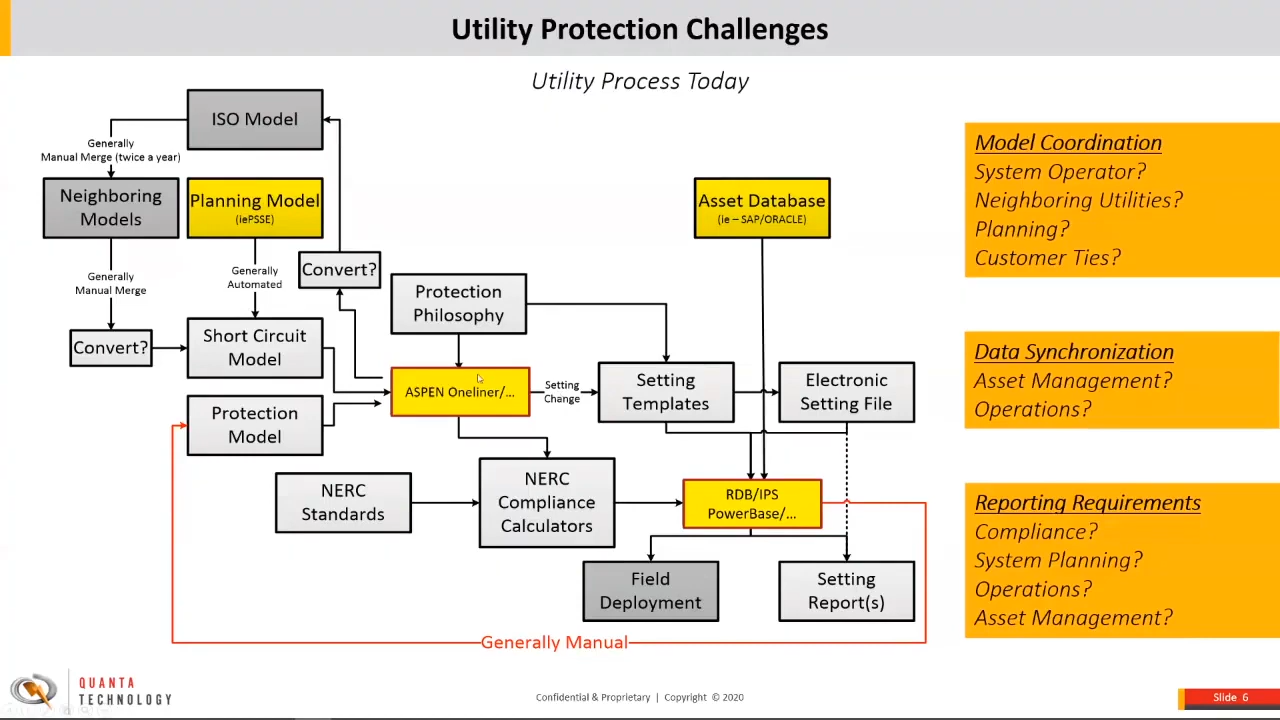 Utility Protection Challenges
Utility Process Today
ISO Model
Generally
Manual Merge (twice a year)
Neighboring
Models
Planning Model
(iePSSE)
Asset Database
(ie – SAP/ORACLE)
Generally
Manual Merge
Generally
Automated
Convert?
Protection
Philosophy
Convert?
Short Circuit
Model
ASPEN Oneliner/...
Setting
Change
Setting
Templates
Electronic
Setting File
Protection
Model
NERC
Standards
NERC
Compliance
Calculators
RDB/IPS
PowerBase/...
Field
Deployment
Setting
Report(s)
Generally Manual
Model Coordination
System Operator?
Neighboring Utilities?
Planning?
Customer Ties?
Data Synchronization
Asset Management?
Operations?
Reporting Requirements
Compliance?
System Planning?
Operations?
Asset Management?
QUANTA
TECHNOLOGY
Confidential & Proprietary | Copyright © 2020
Slide 6